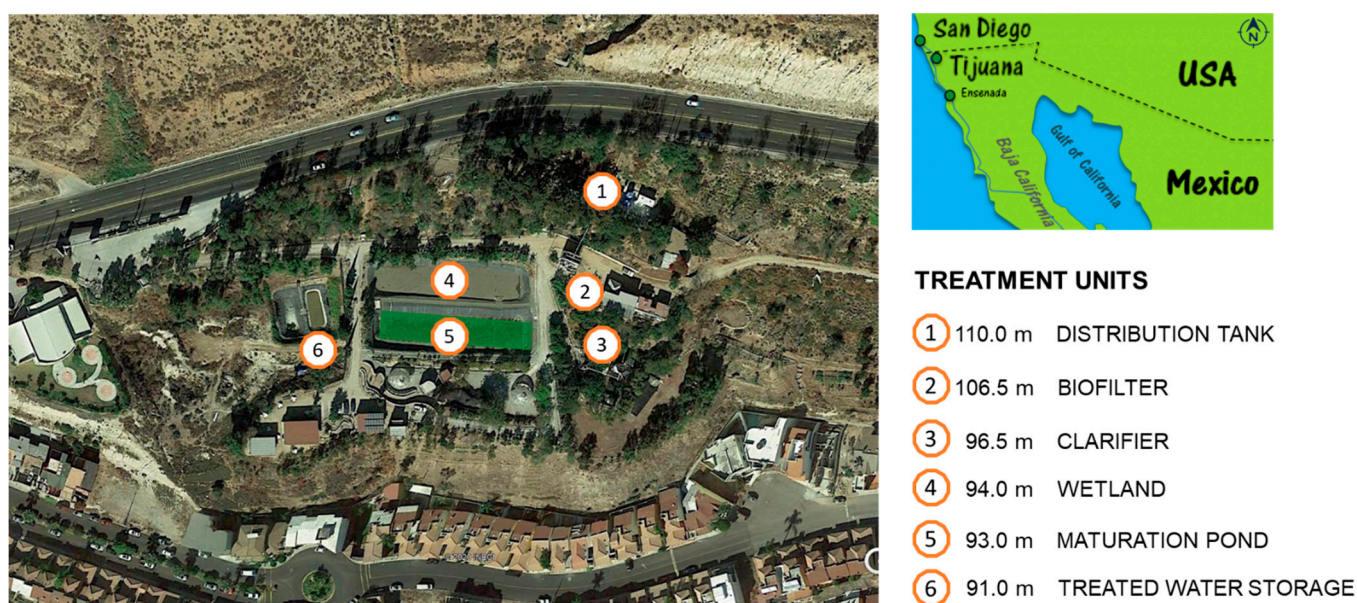 San Diego
N
Tijuana
USA
Ensenada
Gulf of California
Baja California
Mexico
TREATMENT UNITS
1 110.0 m DISTRIBUTION TANK
2 106.5 m BIOFILTER
3 96.5 m CLARIFIER
4 94.0 m WETLAND
5 93.0 m MATURATION POND
6 91.0 m TREATED WATER STORAGE
1
4
2
5
3
6